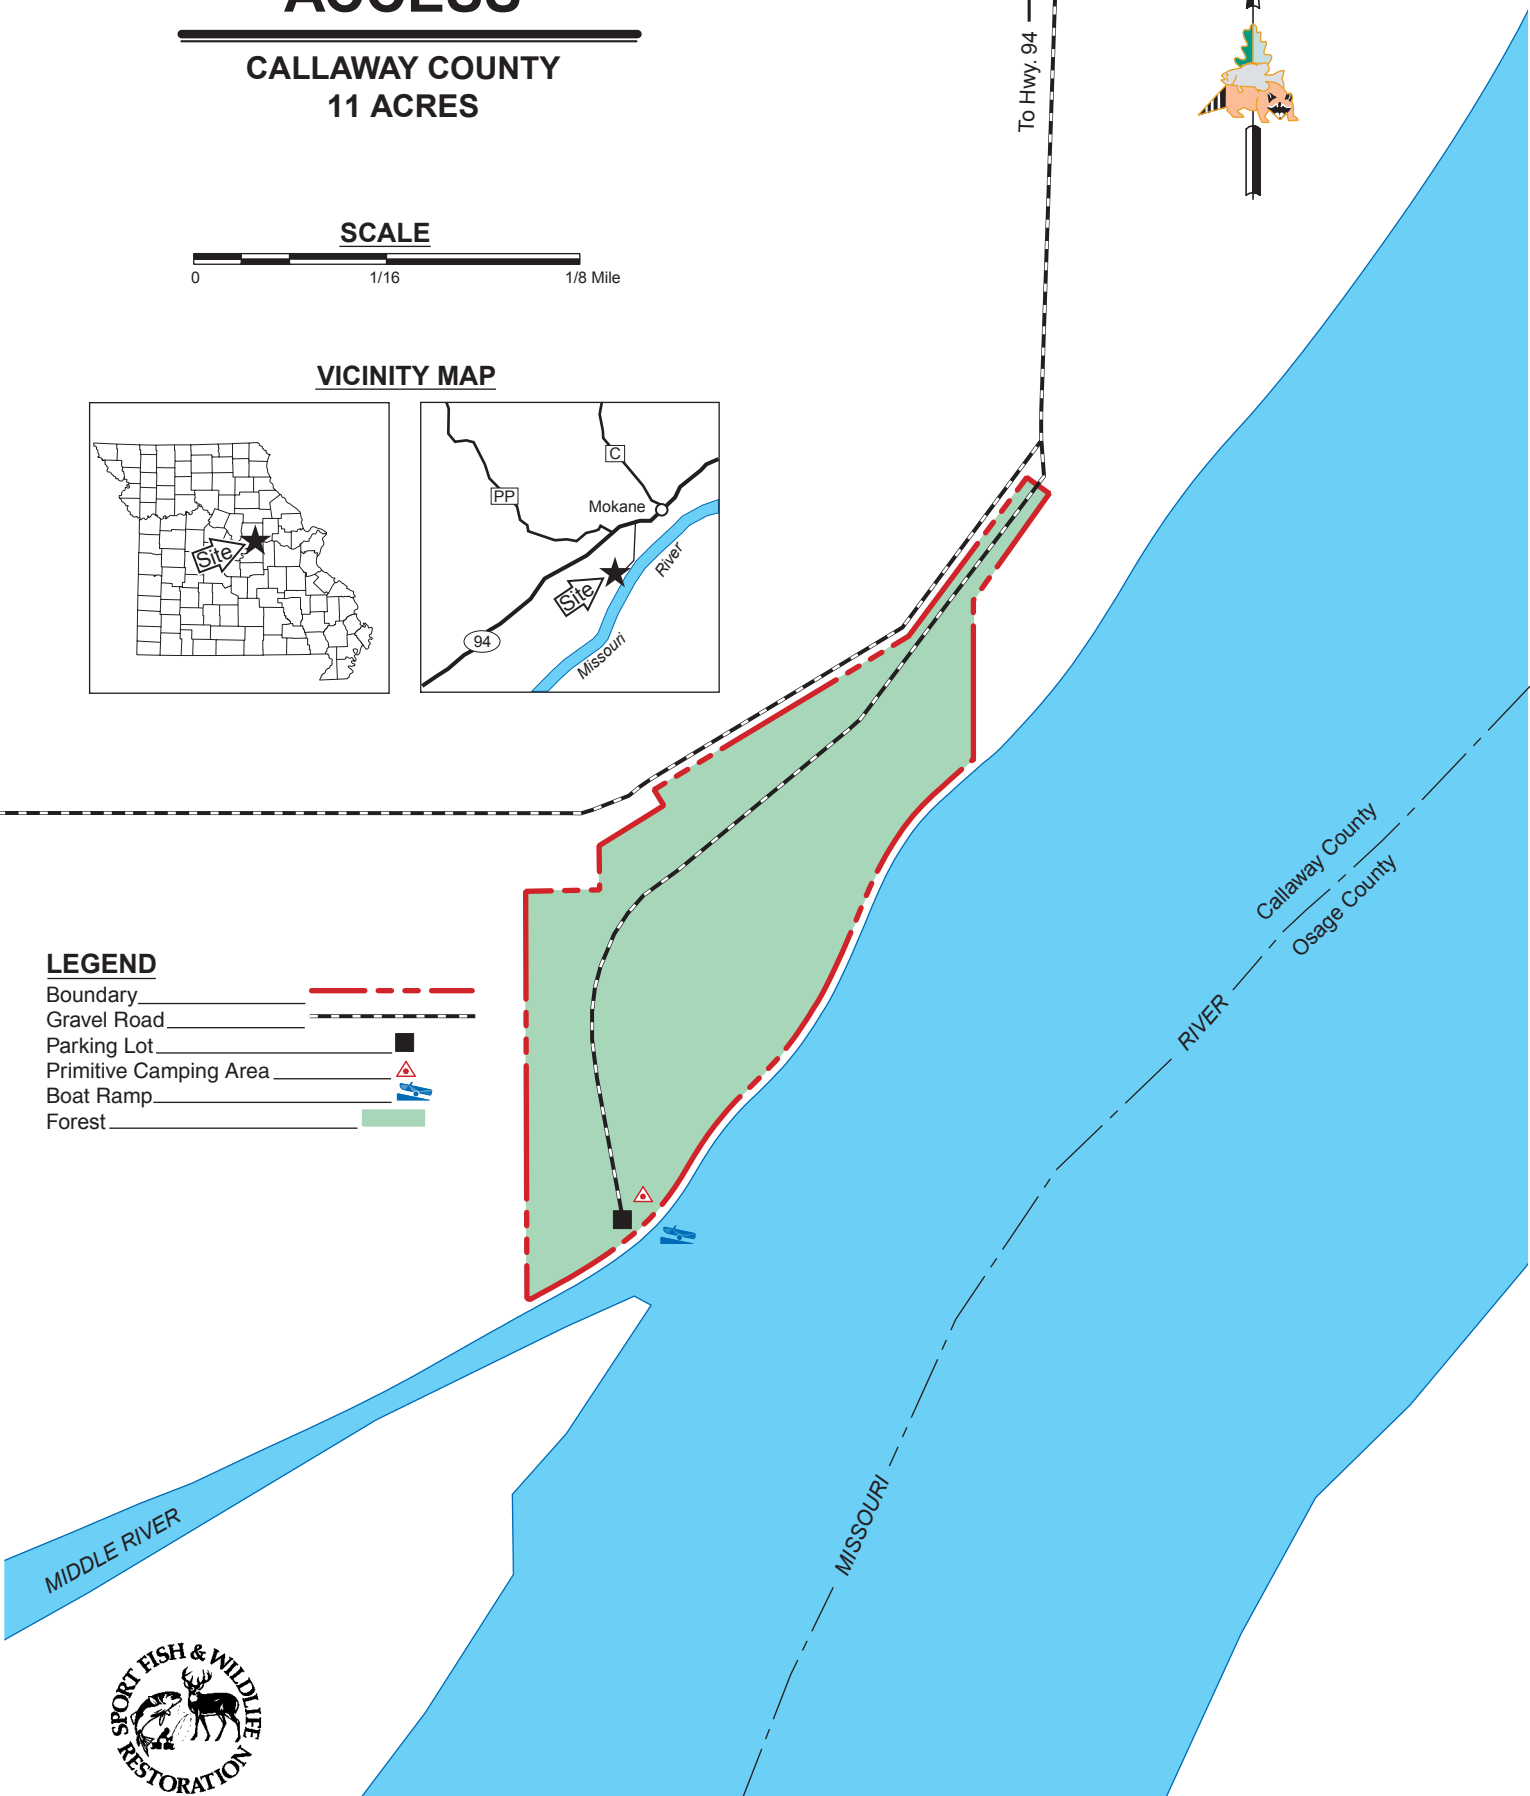 ACCESS
CALLAWAY COUNTY
11 ACRES
To Hwy. 94
SCALE
0 1/16 1/8 Mile
VICINITY MAP
Site
C
PP
Mokane
River
Site
94
Missouri
Callaway County
Osage County
RIVER
LEGEND
Boundary
Gravel Road
Parking Lot
Primitive Camping Area
Boat Ramp
Forest
MISSOURI
MIDDLE RIVER
SPORT FISH & WILDLIFE
RESTORATION